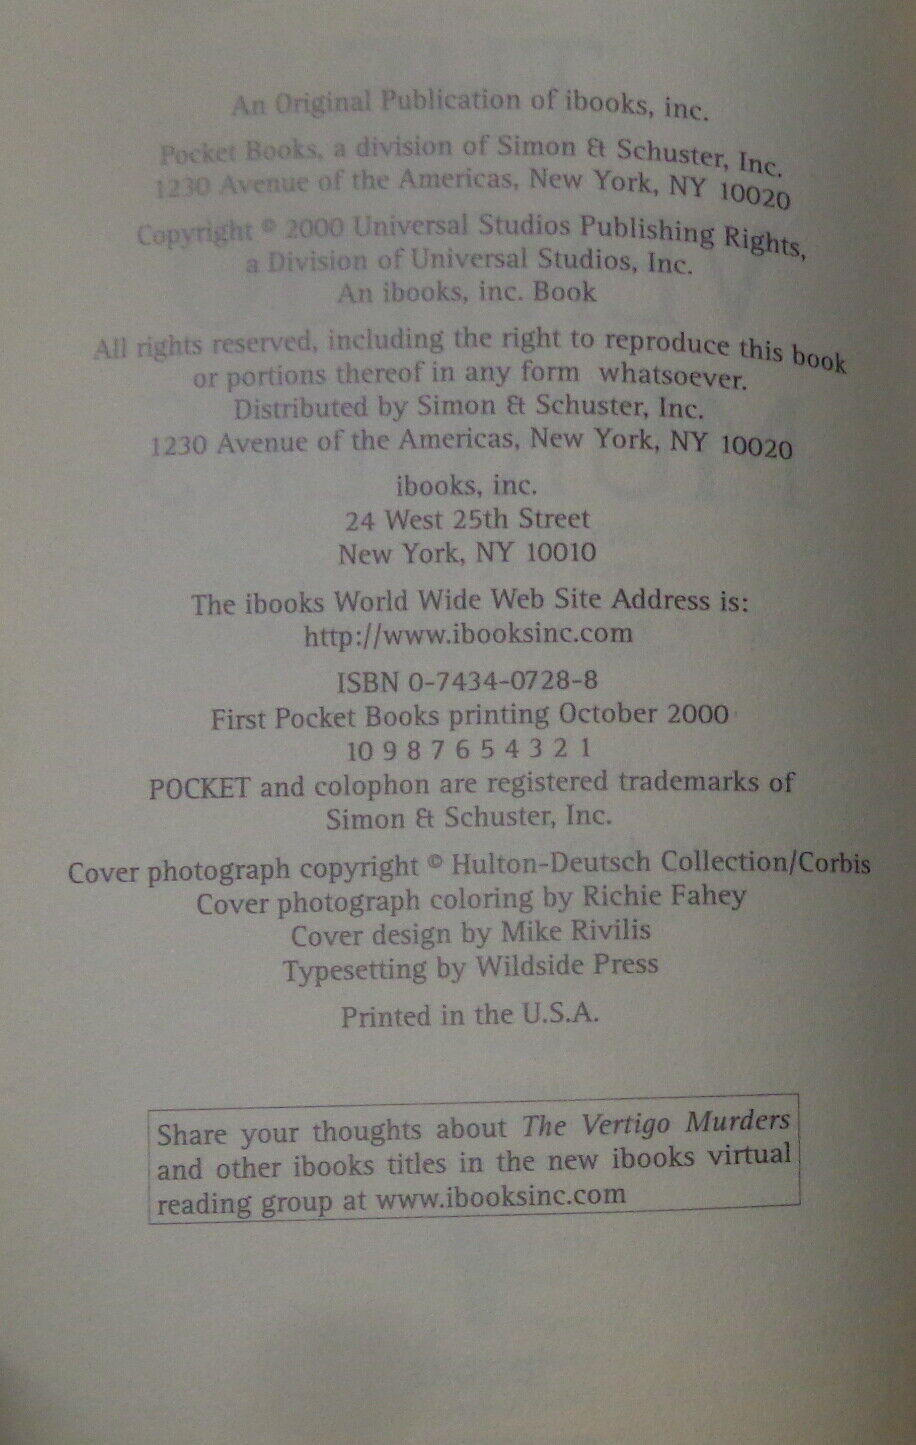 An Original Publication of ibooks, inc.
Pocket Books, a division of Simon & Schuster, Inc.
1230 Avenue of the Americas, New York, NY 10020
Copyright © 2000 Universal Studios Publishing Rights,
a Division of Universal Studios, Inc.
An ibooks, inc. Book
All rights reserved, including the right to reproduce this book
or portions thereof in any form whatsoever.
Distributed by Simon & Schuster, Inc.
1230 Avenue of the Americas, New York, NY 10020
ibooks, inc.
24 West 25th Street
New York, NY 10010
The ibooks World Wide Web Site Address is:
http://www.ibooksinc.com
ISBN 0-7434-0728-8
First Pocket Books printing October 2000
10 9 8 7 6 5 4 3 2 1
POCKET and colophon are registered trademarks of
Simon & Schuster, Inc.
Cover photograph copyright © Hulton-Deutsch Collection/Corbis
Cover photograph coloring by Richie Fahey
Cover design by Mike Rivilis
Typesetting by Wildside Press
Printed in the U.S.A.
Share your thoughts about The Vertigo Murders
and other ibooks titles in the new ibooks virtual
reading group at www.ibooksinc.com